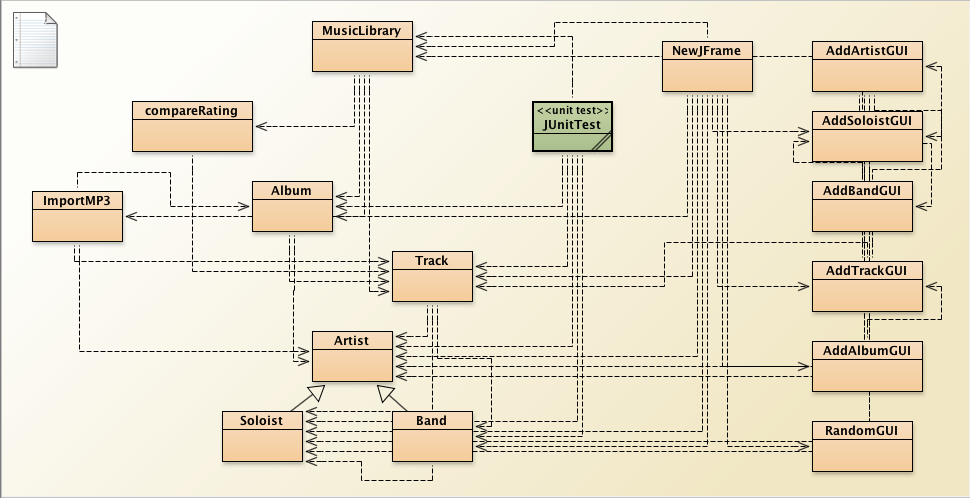 MusicLibrary
NewJFrame
AddArtistGUI
compareRating
<<unit test>>
JUnitTest
AddSoloistGUI
ImportMP3
Album
AddBandGUI
Track
AddTrackGUI
Artist
AddAlbumGUI
Soloist
Band
RandomGUI